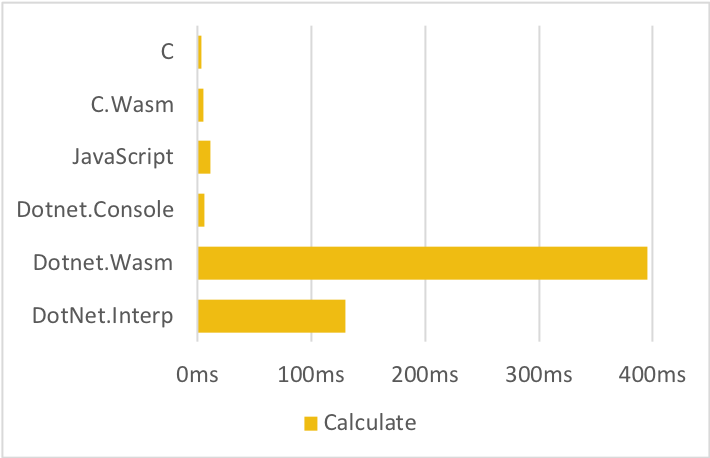 C
C.Wasm
JavaScript
Dotnet.Console
Dotnet.Wasm
DotNet.Interp
0ms 100ms 200ms 300ms 400ms
Calculate